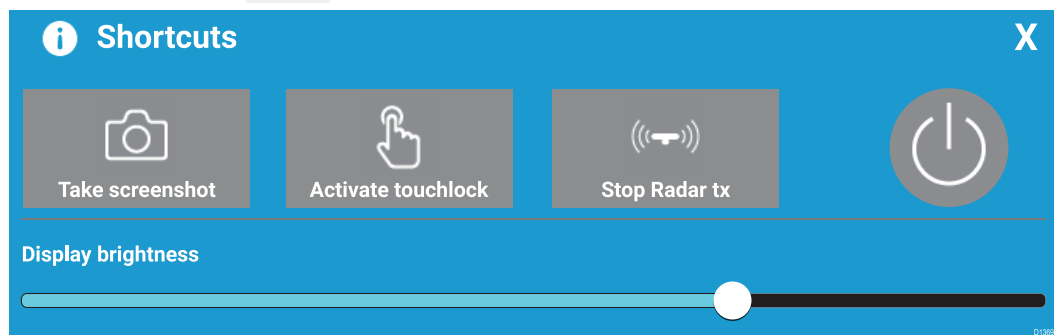 Shortcuts
X
Take screenshot
Activate touchlock
Stop Radar tx
Display brightness